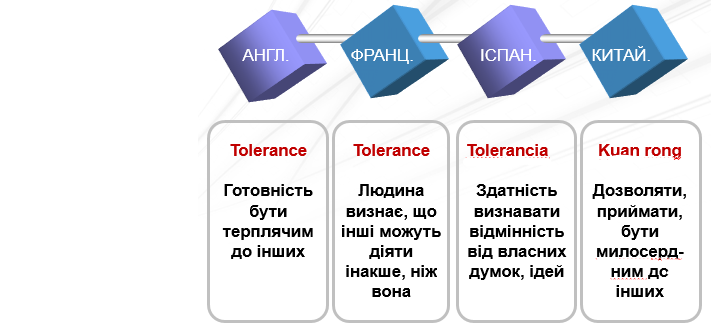 АНГЛ.
ФРАНЦ.
ІСПАН.
КИТАЙ.
Tolerance
Готовність
бути
терплячим
до інших
Tolerance
Людина
визнає, що
інші можуть
діяти
інакше, ніж
вона
Tolerancia
Здатність
визнавати
відмінність
від власних
думок, ідей
Kuan rong
Дозволяти,
приймати,
бути
милосерд-
ним до
інших